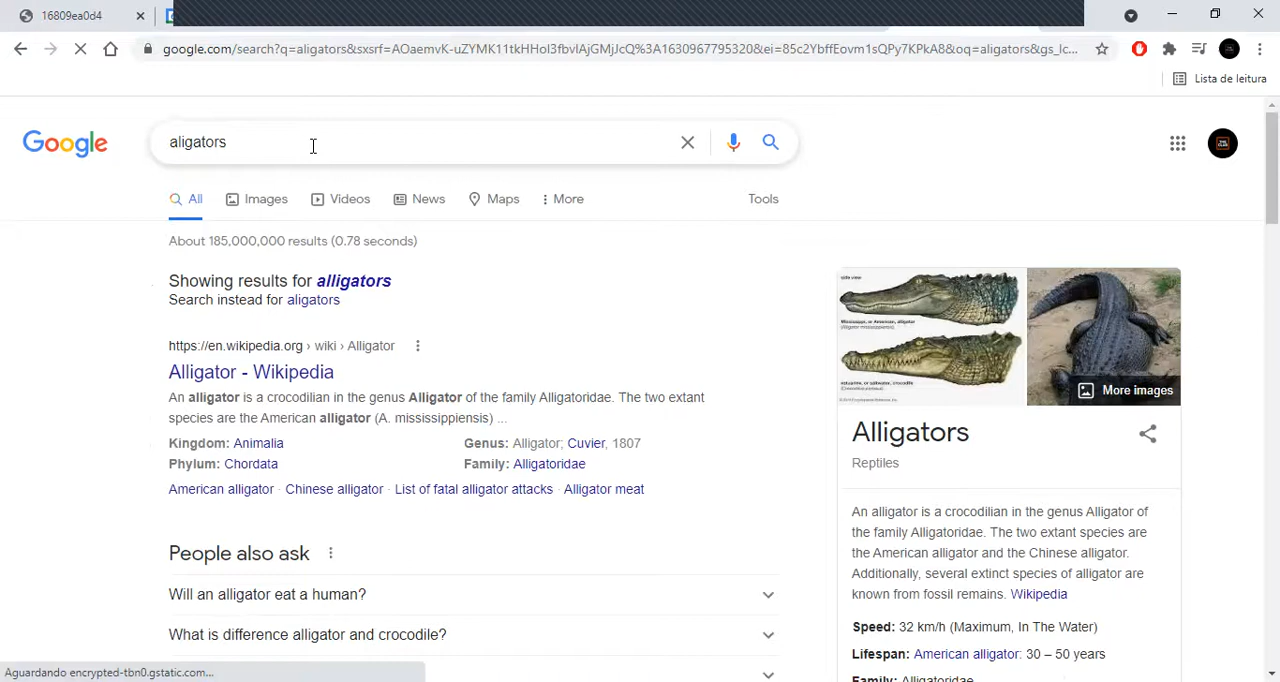 16809ea0d4
google.com/search?q=aligators&sxsrf=AOaemvK-uZYMK11tkHHol3fbvlAjGMjJcQ%3A1630967795320&ei=85c2YbffEovm1sQPy7KPkA8&oq=aligators&gs_lc...
Lista de leitura
Google
aligators
All Images Videos News Maps More Tools
About 185,000,000 results (0.78 seconds)
Showing results for alligators
Search instead for aligators
https://en.wikipedia.org › wiki › Alligator
Alligator - Wikipedia
An alligator is a crocodilian in the genus Alligator of the family Alligatoridae. The two extant
species are the American alligator (A. mississippiensis) ...
Kingdom: Animalia Genus: Alligator; Cuvier, 1807
Phylum: Chordata Family: Alligatoridae
American alligator · Chinese alligator · List of fatal alligator attacks · Alligator meat
People also ask
Will an alligator eat a human?
What is difference alligator and crocodile?
side view
More images
Alligators
Reptiles
An alligator is a crocodilian in the genus Alligator of
the family Alligatoridae. The two extant species are
the American alligator and the Chinese alligator.
Additionally, several extinct species of alligator are
known from fossil remains. Wikipedia
Speed: 32 km/h (Maximum, In The Water)
Lifespan: American alligator: 30 – 50 years
Family: Alligatoridae
Aguardando encrypted-tbn0.gstatic.com...